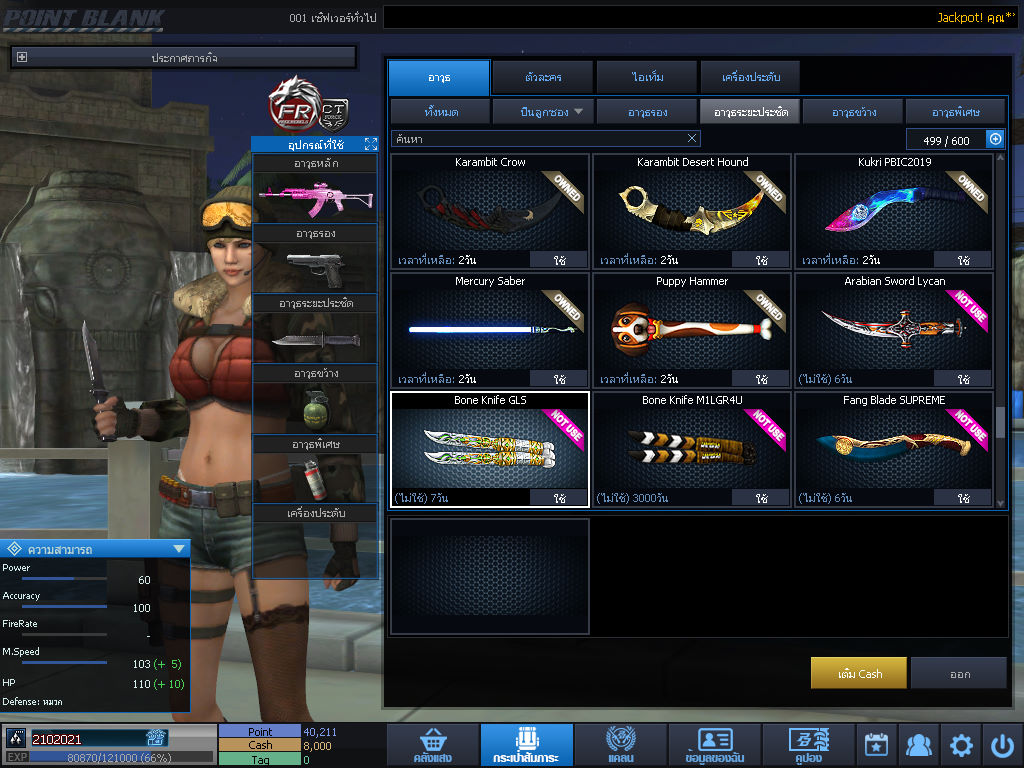 POINT BLANK
001 เซิฟเวอร์ทั่วไป
Jackpot! คุณ**
ประกาศภารกิจ
FR
CT
FORCE
อุปกรณ์ที่ใช้
อาวุธหลัก
อาวุธรอง
อาวุธระยะประชิด
อาวุธขว้าง
อาวุธพิเศษ
เครื่องประดับ
อาวุธ ตัวละคร ไอเท็ม เครื่องประดับ
ทั้งหมด ปืนลูกซอง อาวุธรอง อาวุธระยะประชิด อาวุธขว้าง อาวุธพิเศษ
ค้นหา
499 / 600
Karambit Crow Karambit Desert Hound Kukri PBIC2019
OWNED OWNED OWNED
เวลาที่เหลือ: 2วัน ใช้ เวลาที่เหลือ: 2วัน ใช้ เวลาที่เหลือ: 2วัน ใช้
Mercury Saber Puppy Hammer Arabian Sword Lycan
OWNED OWNED NOT USE
เวลาที่เหลือ: 2วัน ใช้ เวลาที่เหลือ: 2วัน ใช้ (ไม่ใช้) 6วัน ใช้
Bone Knife GLS Bone Knife M1LGR4U Fang Blade SUPREME
NOT USE NOT USE NOT USE
(ไม่ใช้) 7วัน ใช้ (ไม่ใช้) 3000วัน ใช้ (ไม่ใช้) 6วัน ใช้
เติม Cash ออก
ความสามารถ
Power
60
Accuracy
100
FireRate
-
M.Speed
103 (+ 5)
HP
110 (+ 10)
Defense: หมวก
2102021
EXP 80870/121000 (66%)
Point 40,211
Cash 8,000
Tag 0
คลังแสง กระเป๋าสัมภาระ แคลน ข้อมูลของฉัน คูปอง